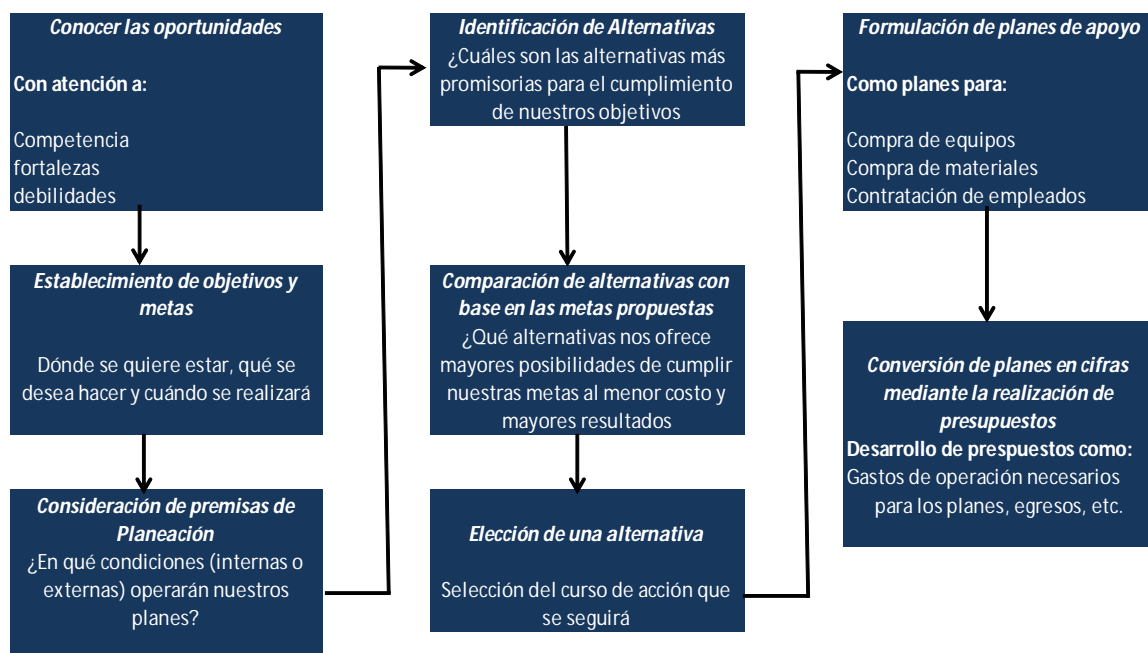 Conocer las oportunidades
Con atención a:
Competencia
fortalezas
debilidades
Establecimiento de objetivos y
metas
Dónde se quiere estar, qué se
desea hacer y cuándo se realizará
Consideración de premisas de
Planeación
¿En qué condiciones (internas o
externas) operarán nuestros
planes?
Identificación de Alternativas
¿Cuáles son las alternativas más
promisorias para el cumplimiento
de nuestros objetivos
Comparación de alternativas con
base en las metas propuestas
¿Qué alternativas nos ofrece
mayores posibilidades de cumplir
nuestras metas al menor costo y
mayores resultados
Elección de una alternativa
Selección del curso de acción que
se seguirá
Formulación de planes de apoyo
Como planes para:
Compra de equipos
Compra de materiales
Contratación de empleados
Conversión de planes en cifras
mediante la realización de
presupuestos
Desarrollo de prespuestos como:
Gastos de operación necesarios
para los planes, egresos, etc.